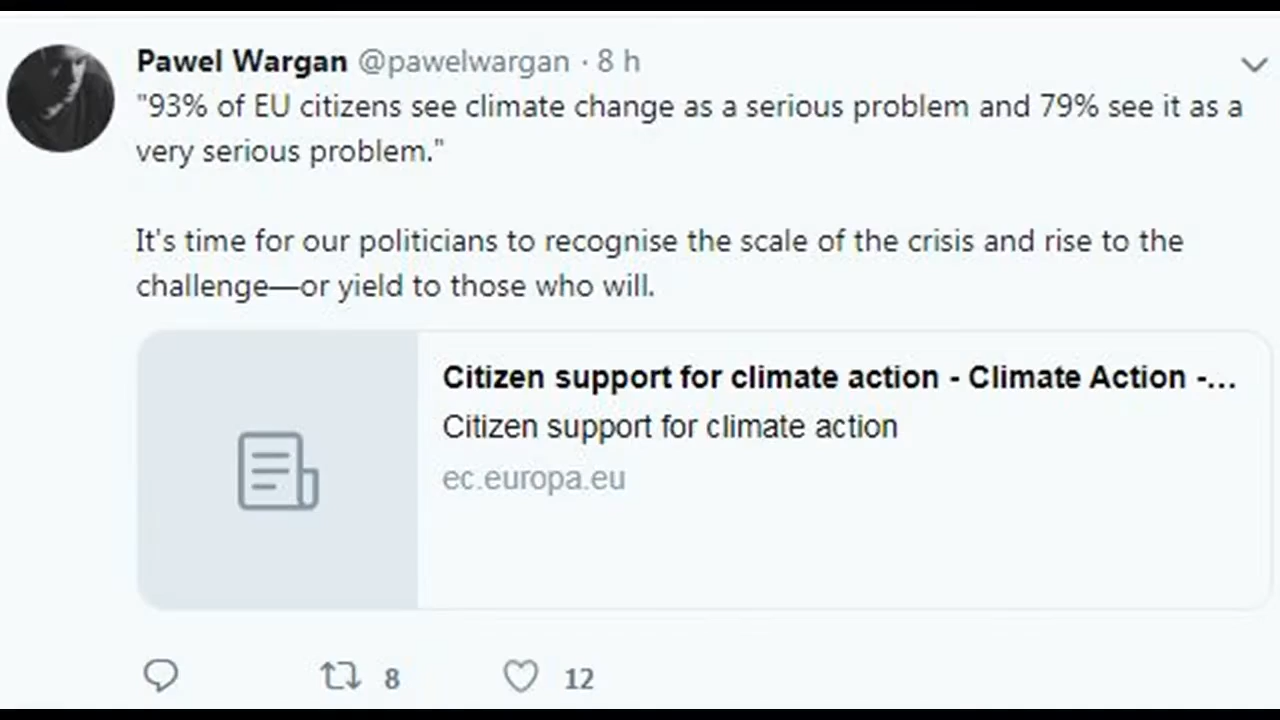 Pawel Wargan @pawelwargan · 8 h
"93% of EU citizens see climate change as a serious problem and 79% see it as a
very serious problem."
It's time for our politicians to recognise the scale of the crisis and rise to the
challenge—or yield to those who will.
Citizen support for climate action - Climate Action -...
Citizen support for climate action
ec.europa.eu
8 12